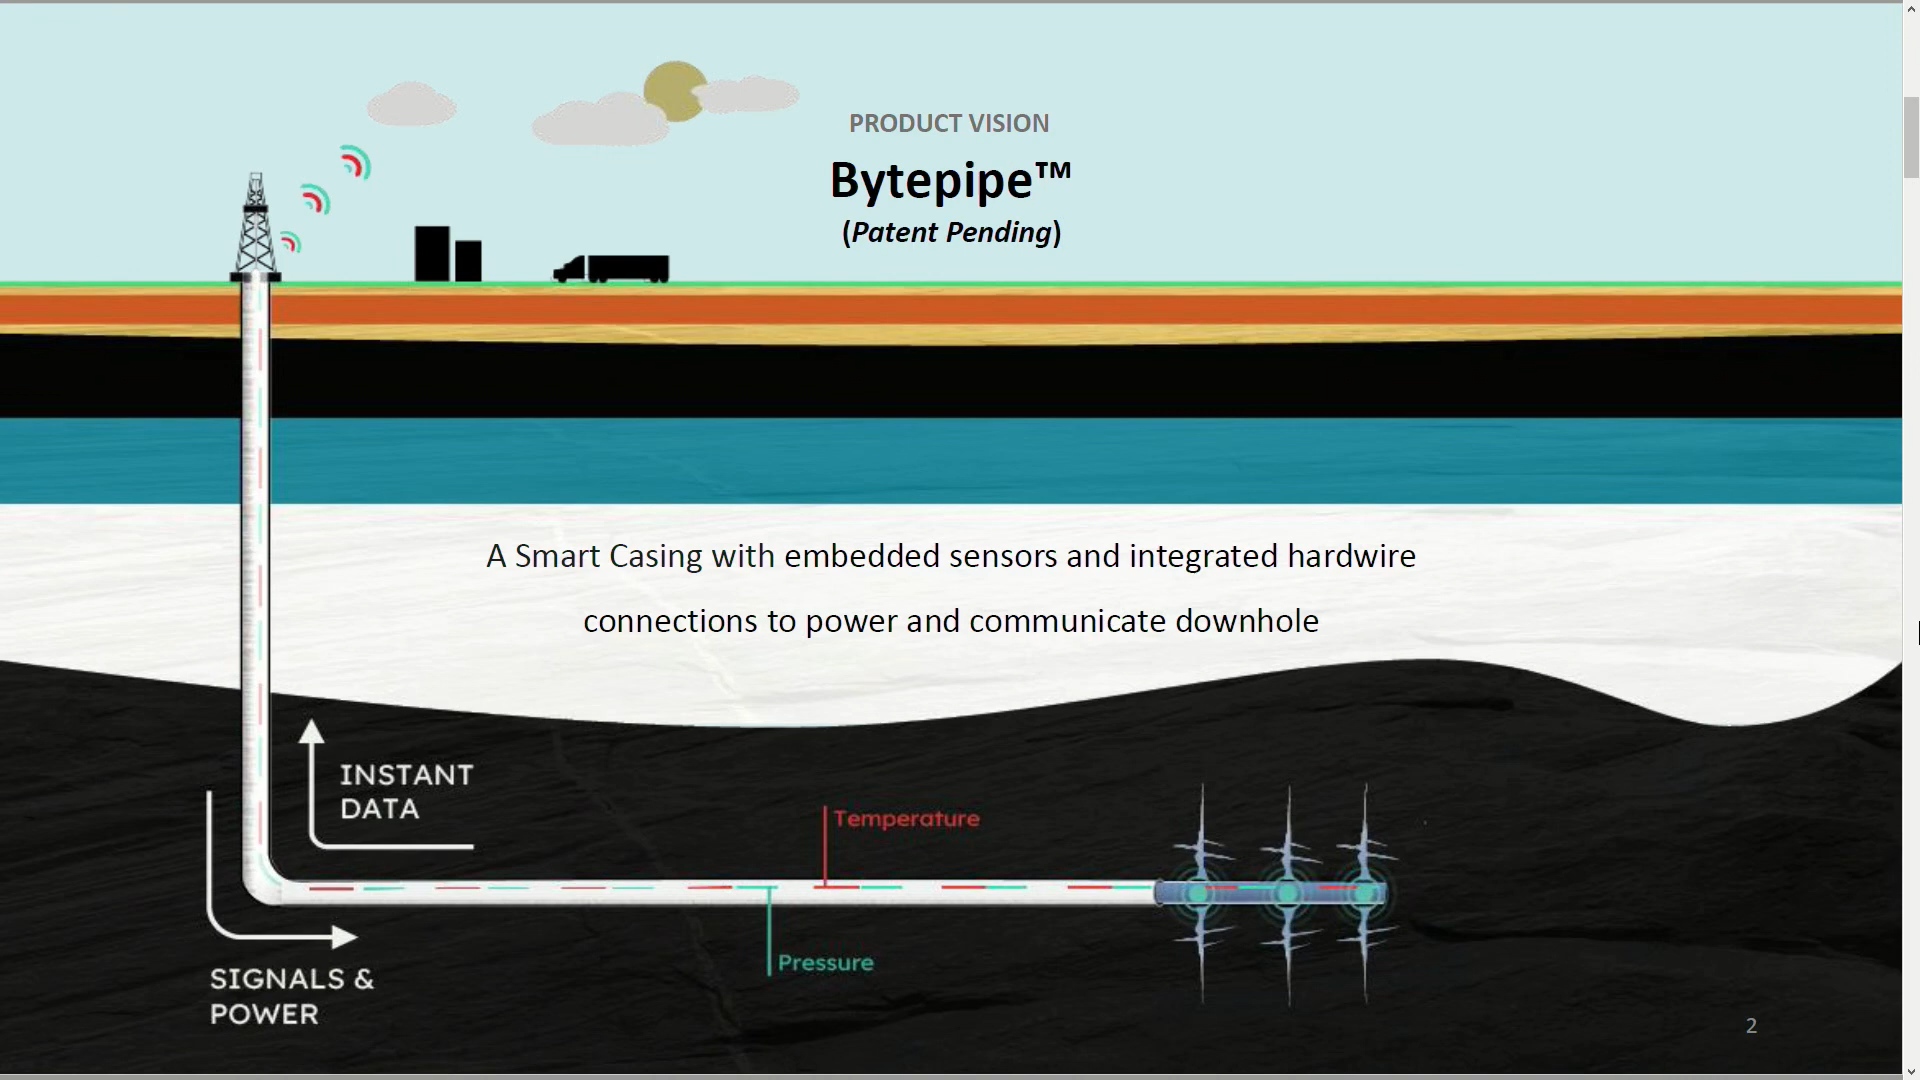 PRODUCT VISION
Bytepipe™
(Patent Pending)
A Smart Casing with embedded sensors and integrated hardwire
connections to power and communicate downhole
INSTANT
DATA
Temperature
Pressure
SIGNALS &
POWER
2